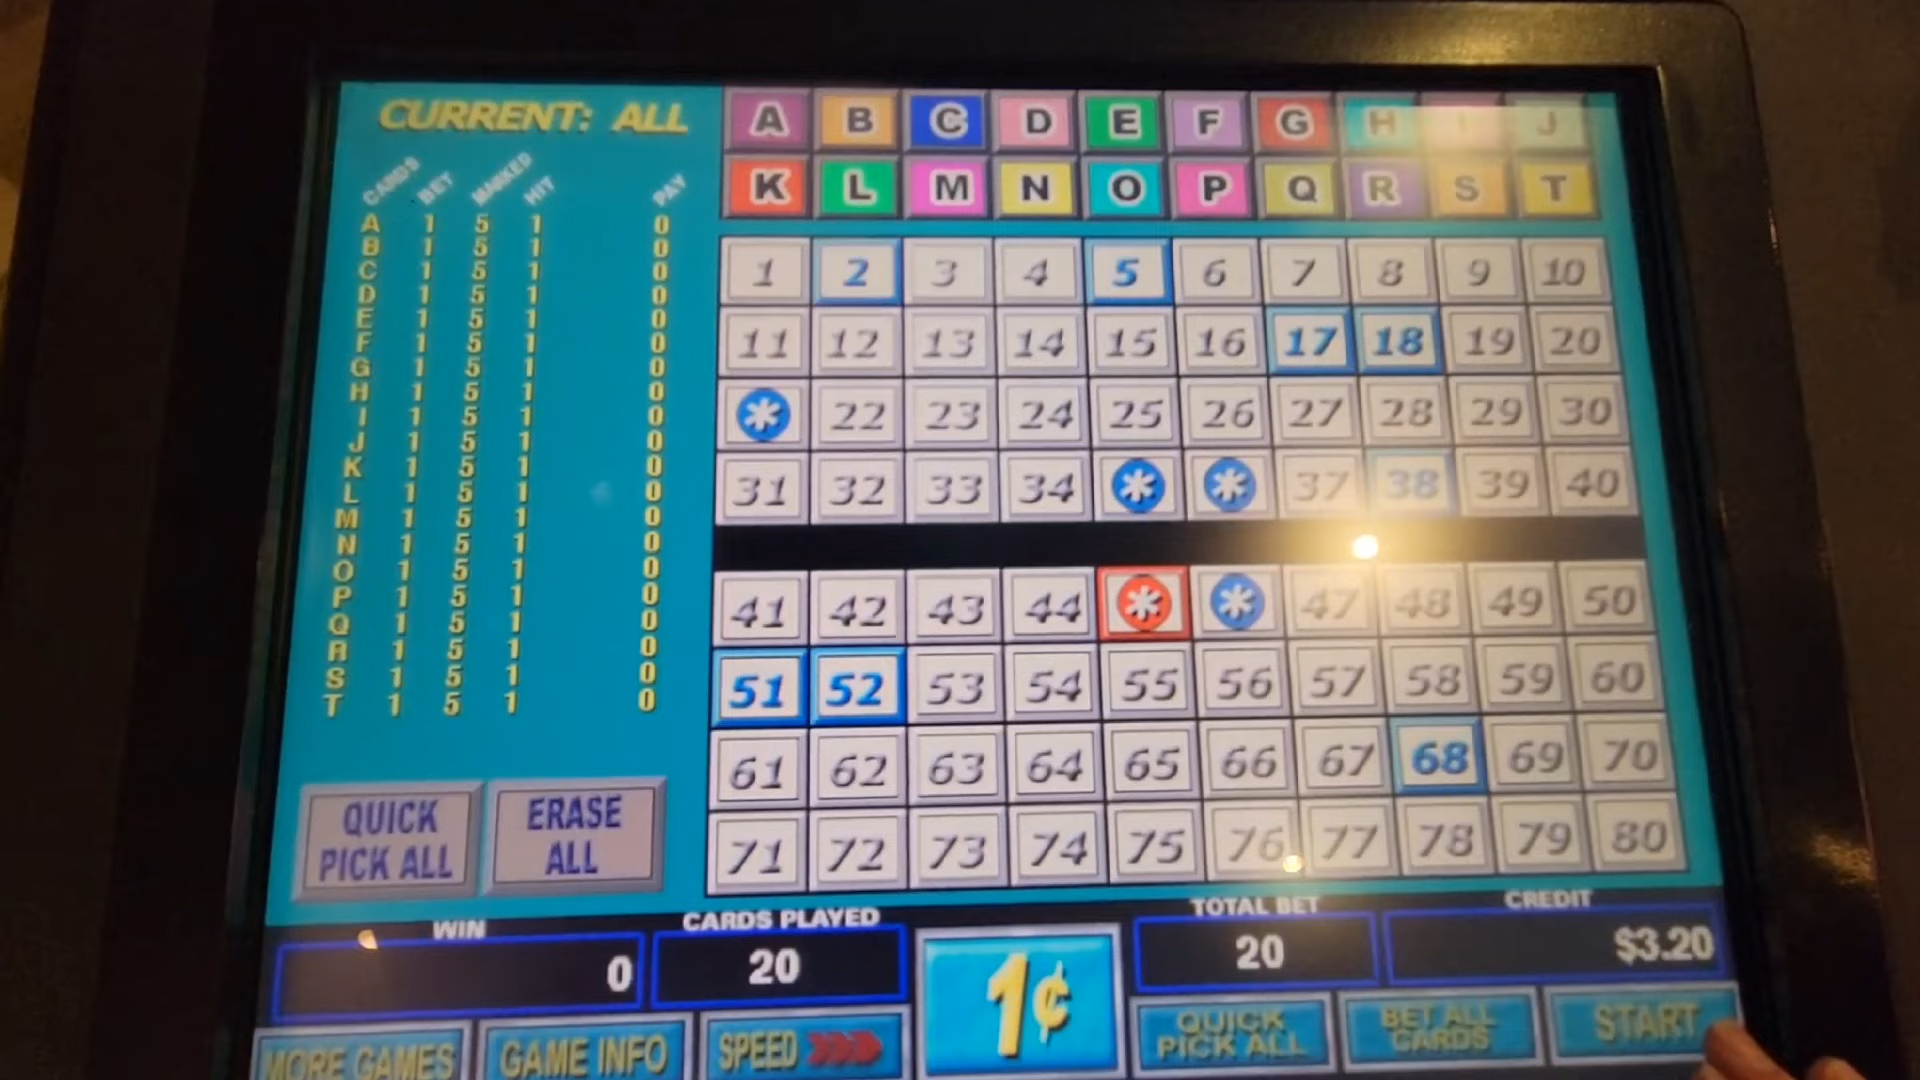 CURRENT: ALL
A B C D E F G H I J
K L M N O P Q R S T
CARDS BET MARKED HIT PAY
A 1 5 1 0
B 1 5 1 0
C 1 5 1 0
D 1 5 1 0
E 1 5 1 0
F 1 5 1 0
G 1 5 1 0
H 1 5 1 0
I 1 5 1 0
J 1 5 1 0
K 1 5 1 0
L 1 5 1 0
M 1 5 1 0
N 1 5 1 0
O 1 5 1 0
P 1 5 1 0
Q 1 5 1 0
R 1 5 1 0
S 1 5 1 0
T 1 5 1 0
1 2 3 4 5 6 7 8 9 10
11 12 13 14 15 16 17 18 19 20
* 22 23 24 25 26 27 28 29 30
31 32 33 34 * * 37 38 39 40
41 42 43 44 * * 47 48 49 50
51 52 53 54 55 56 57 58 59 60
61 62 63 64 65 66 67 68 69 70
71 72 73 74 75 76 77 78 79 80
QUICK
PICK ALL
ERASE
ALL
WIN
0
CARDS PLAYED
20
1¢
TOTAL BET
20
CREDIT
$3.20
MORE GAMES
GAME INFO
SPEED
QUICK
PICK ALL
BET ALL
CARDS
START